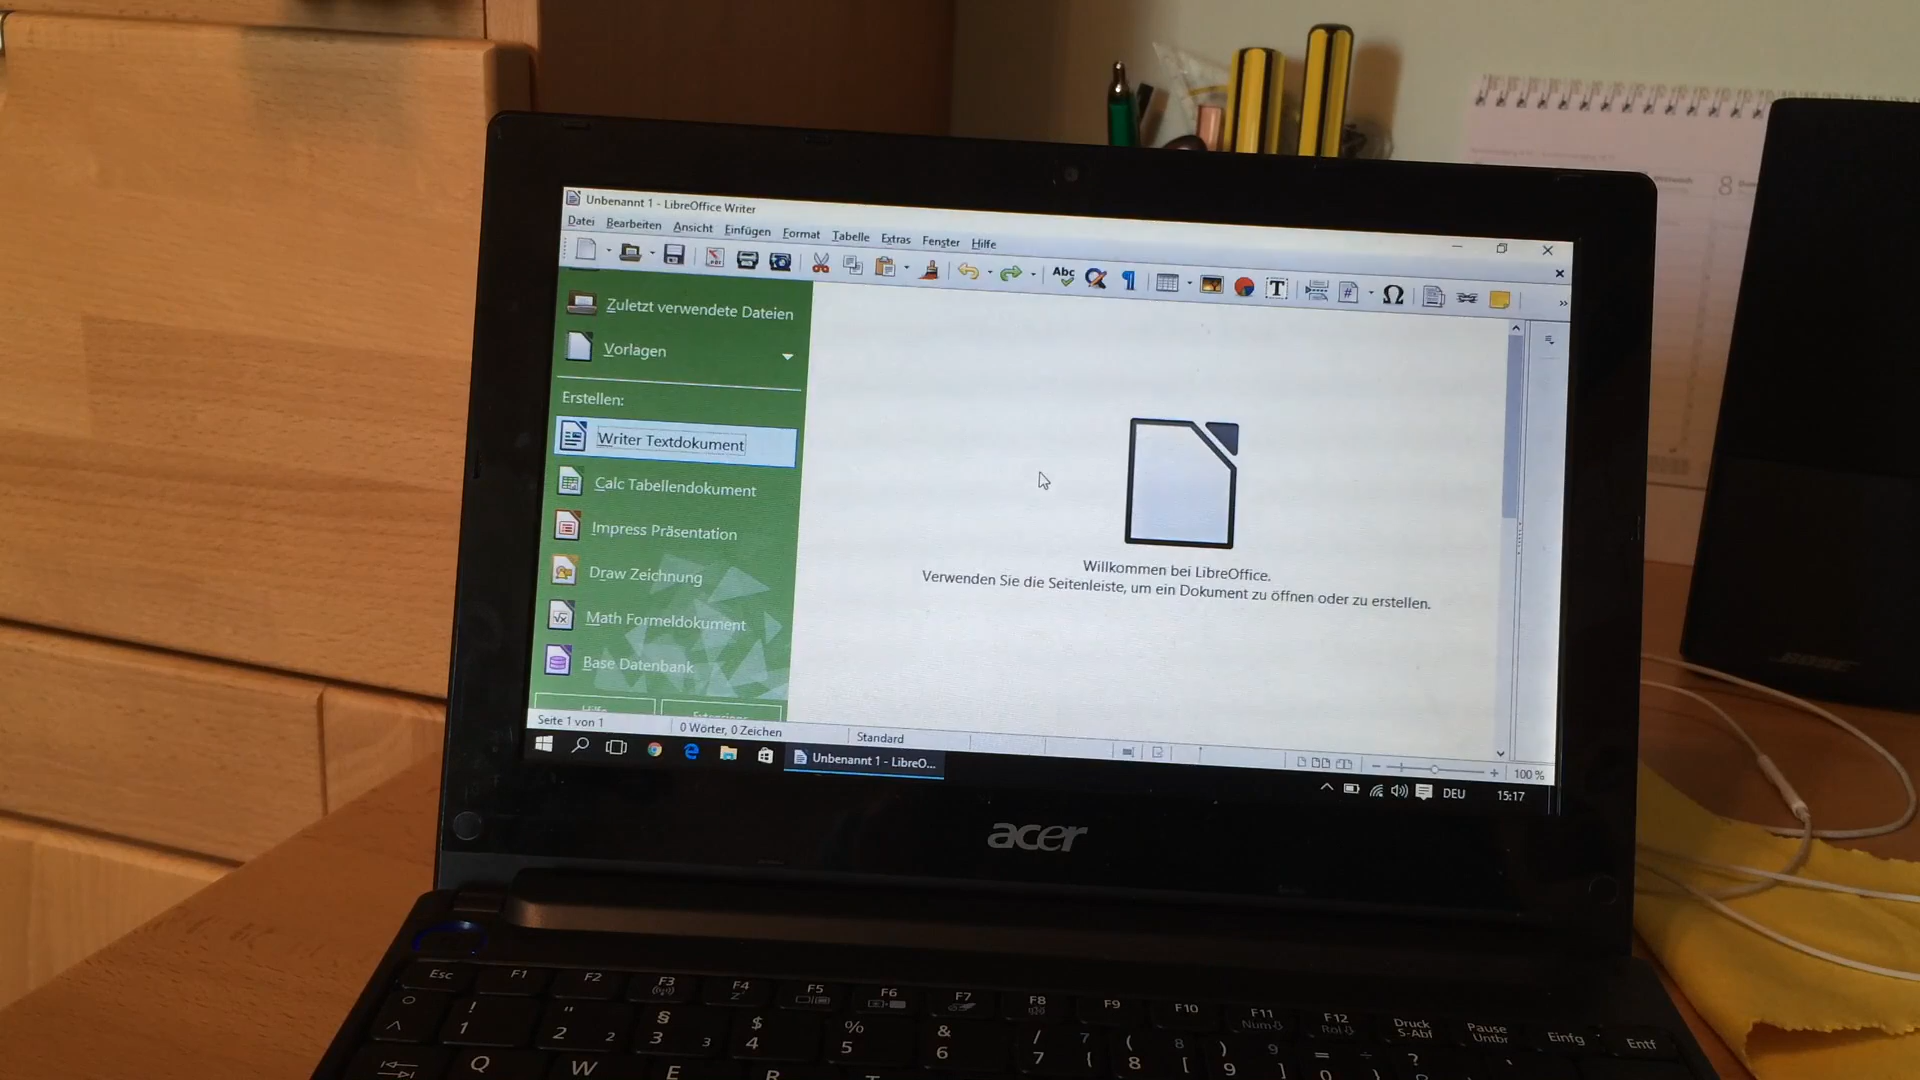 Unbenannt 1 - LibreOffice Writer
Datei Bearbeiten Ansicht Einfügen Format Tabelle Extras Fenster Hilfe
Abc
Zuletzt verwendete Dateien
Vorlagen
Erstellen:
Writer Textdokument
Calc Tabellendokument
Impress Präsentation
Draw Zeichnung
Math Formeldokument
Base Datenbank
Willkommen bei LibreOffice.
Verwenden Sie die Seitenleiste, um ein Dokument zu öffnen oder zu erstellen.
Seite 1 von 1
0 Wörter, 0 Zeichen
Standard
100 %
Unbenannt 1 - LibreO...
DEU
15:17
acer
BOSE
8
Esc F1 F2 F3 F4 F5 F6 F7 F8 F9 F10 F11 F12 Druck Pause Einfg Entf
Num Rol S-Abf Untbr
! " § $ % & / ( ) = ?
1 2 3 4 5 6 7 8 9 0
Q W E R T